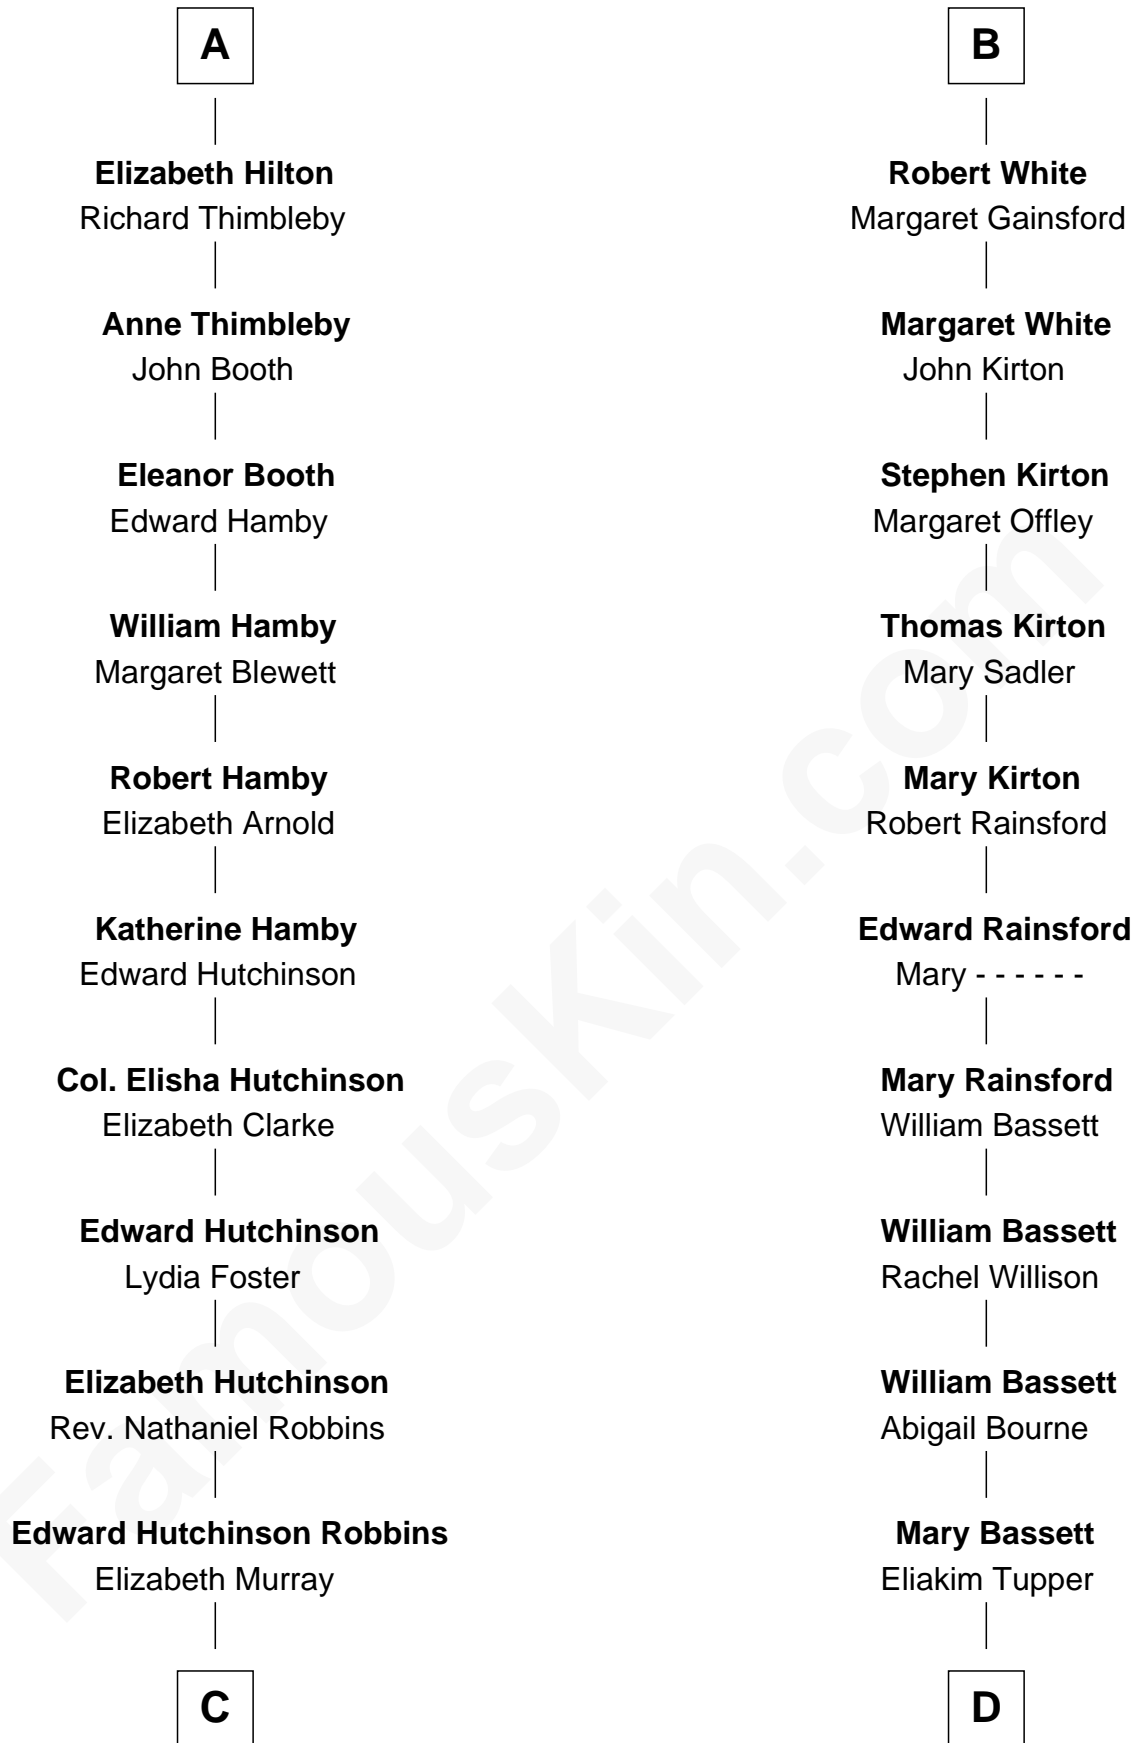 A
Elizabeth Hilton
Richard Thimbleby
Anne Thimbleby
John Booth
Eleanor Booth
Edward Hamby
William Hamby
Margaret Blewett
Robert Hamby
Elizabeth Arnold
Katherine Hamby
Edward Hutchinson
Col. Elisha Hutchinson
Elizabeth Clarke
Edward Hutchinson
Lydia Foster
Elizabeth Hutchinson
Rev. Nathaniel Robbins
Edward Hutchinson Robbins
Elizabeth Murray
C
B
Robert White
Margaret Gainsford
Margaret White
John Kirton
Stephen Kirton
Margaret Offley
Thomas Kirton
Mary Sadler
Mary Kirton
Robert Rainsford
Edward Rainsford
Mary - - - - - -
Mary Rainsford
William Bassett
William Bassett
Rachel Willison
William Bassett
Abigail Bourne
Mary Bassett
Eliakim Tupper
D
FamousKin.com